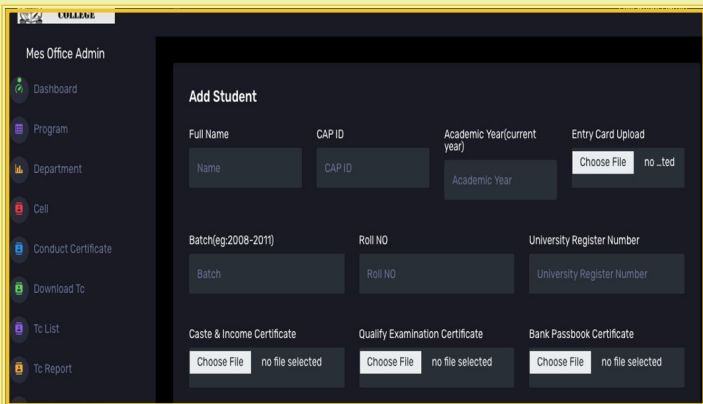 COLLEGE
Mes Office Admin
Dashboard
Program
Department
Cell
Conduct Certificate
Download Tc
Tc List
Tc Report
Add Student
Full Name
CAP ID
Academic Year(current
year)
Entry Card Upload
Name
CAP ID
Academic Year
Choose File no ...ted
Batch(eg:2008-2011)
Roll NO
University Register Number
Batch
Roll NO
University Register Number
Caste & Income Certificate
Qualify Examination Certificate
Bank Passbook Certificate
Choose File no file selected
Choose File no file selected
Choose File no file selected